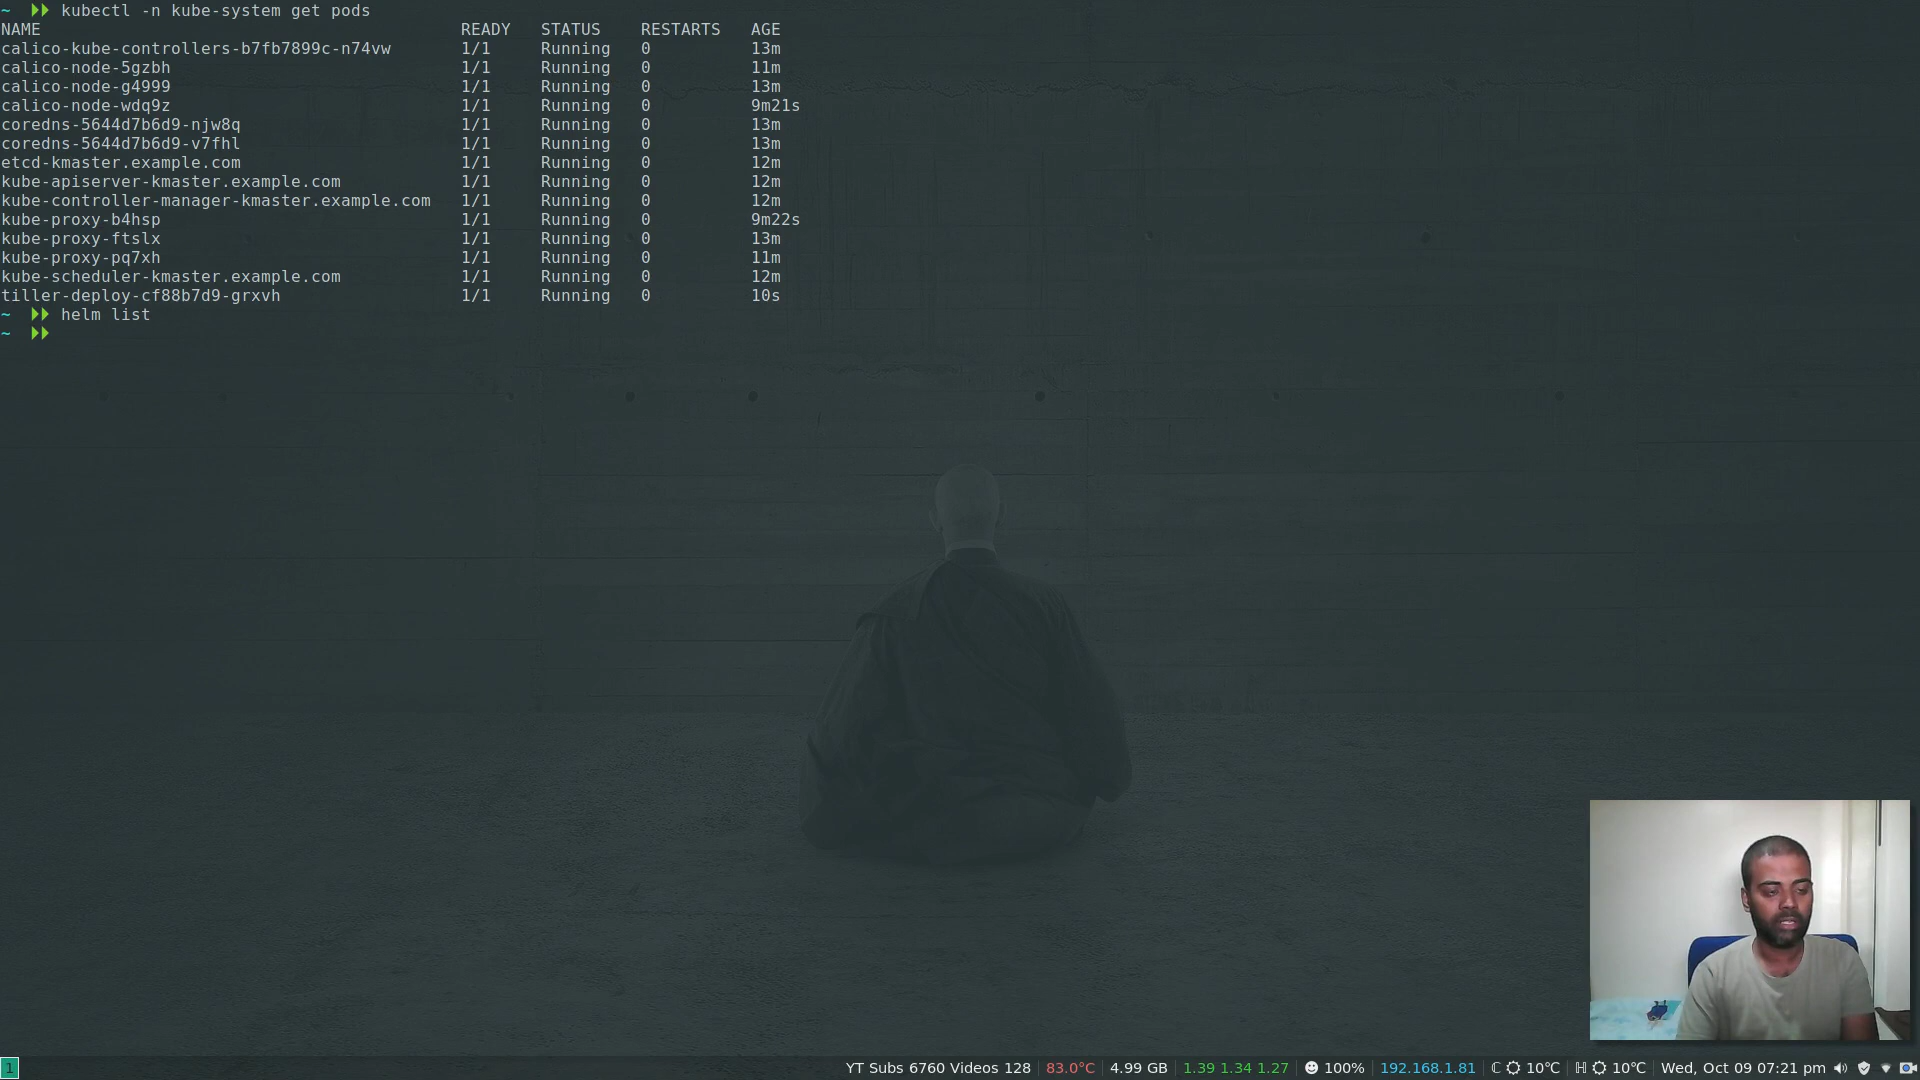 ~ kubectl -n kube-system get pods
NAME READY STATUS RESTARTS AGE
calico-kube-controllers-b7fb7899c-n74vw 1/1 Running 0 13m
calico-node-5gzbh 1/1 Running 0 11m
calico-node-g4999 1/1 Running 0 13m
calico-node-wdq9z 1/1 Running 0 9m21s
coredns-5644d7b6d9-njw8q 1/1 Running 0 13m
coredns-5644d7b6d9-v7fhl 1/1 Running 0 13m
etcd-kmaster.example.com 1/1 Running 0 12m
kube-apiserver-kmaster.example.com 1/1 Running 0 12m
kube-controller-manager-kmaster.example.com 1/1 Running 0 12m
kube-proxy-b4hsp 1/1 Running 0 9m22s
kube-proxy-ftslx 1/1 Running 0 13m
kube-proxy-pq7xh 1/1 Running 0 11m
kube-scheduler-kmaster.example.com 1/1 Running 0 12m
tiller-deploy-cf88b7d9-grxvh 1/1 Running 0 10s
~ helm list
~
1 YT Subs 6760 Videos 128 83.0°C 4.99 GB 1.39 1.34 1.27 100% 192.168.1.81 ℂ 10℃ ℍ 10℃ Wed, Oct 09 07:21 pm